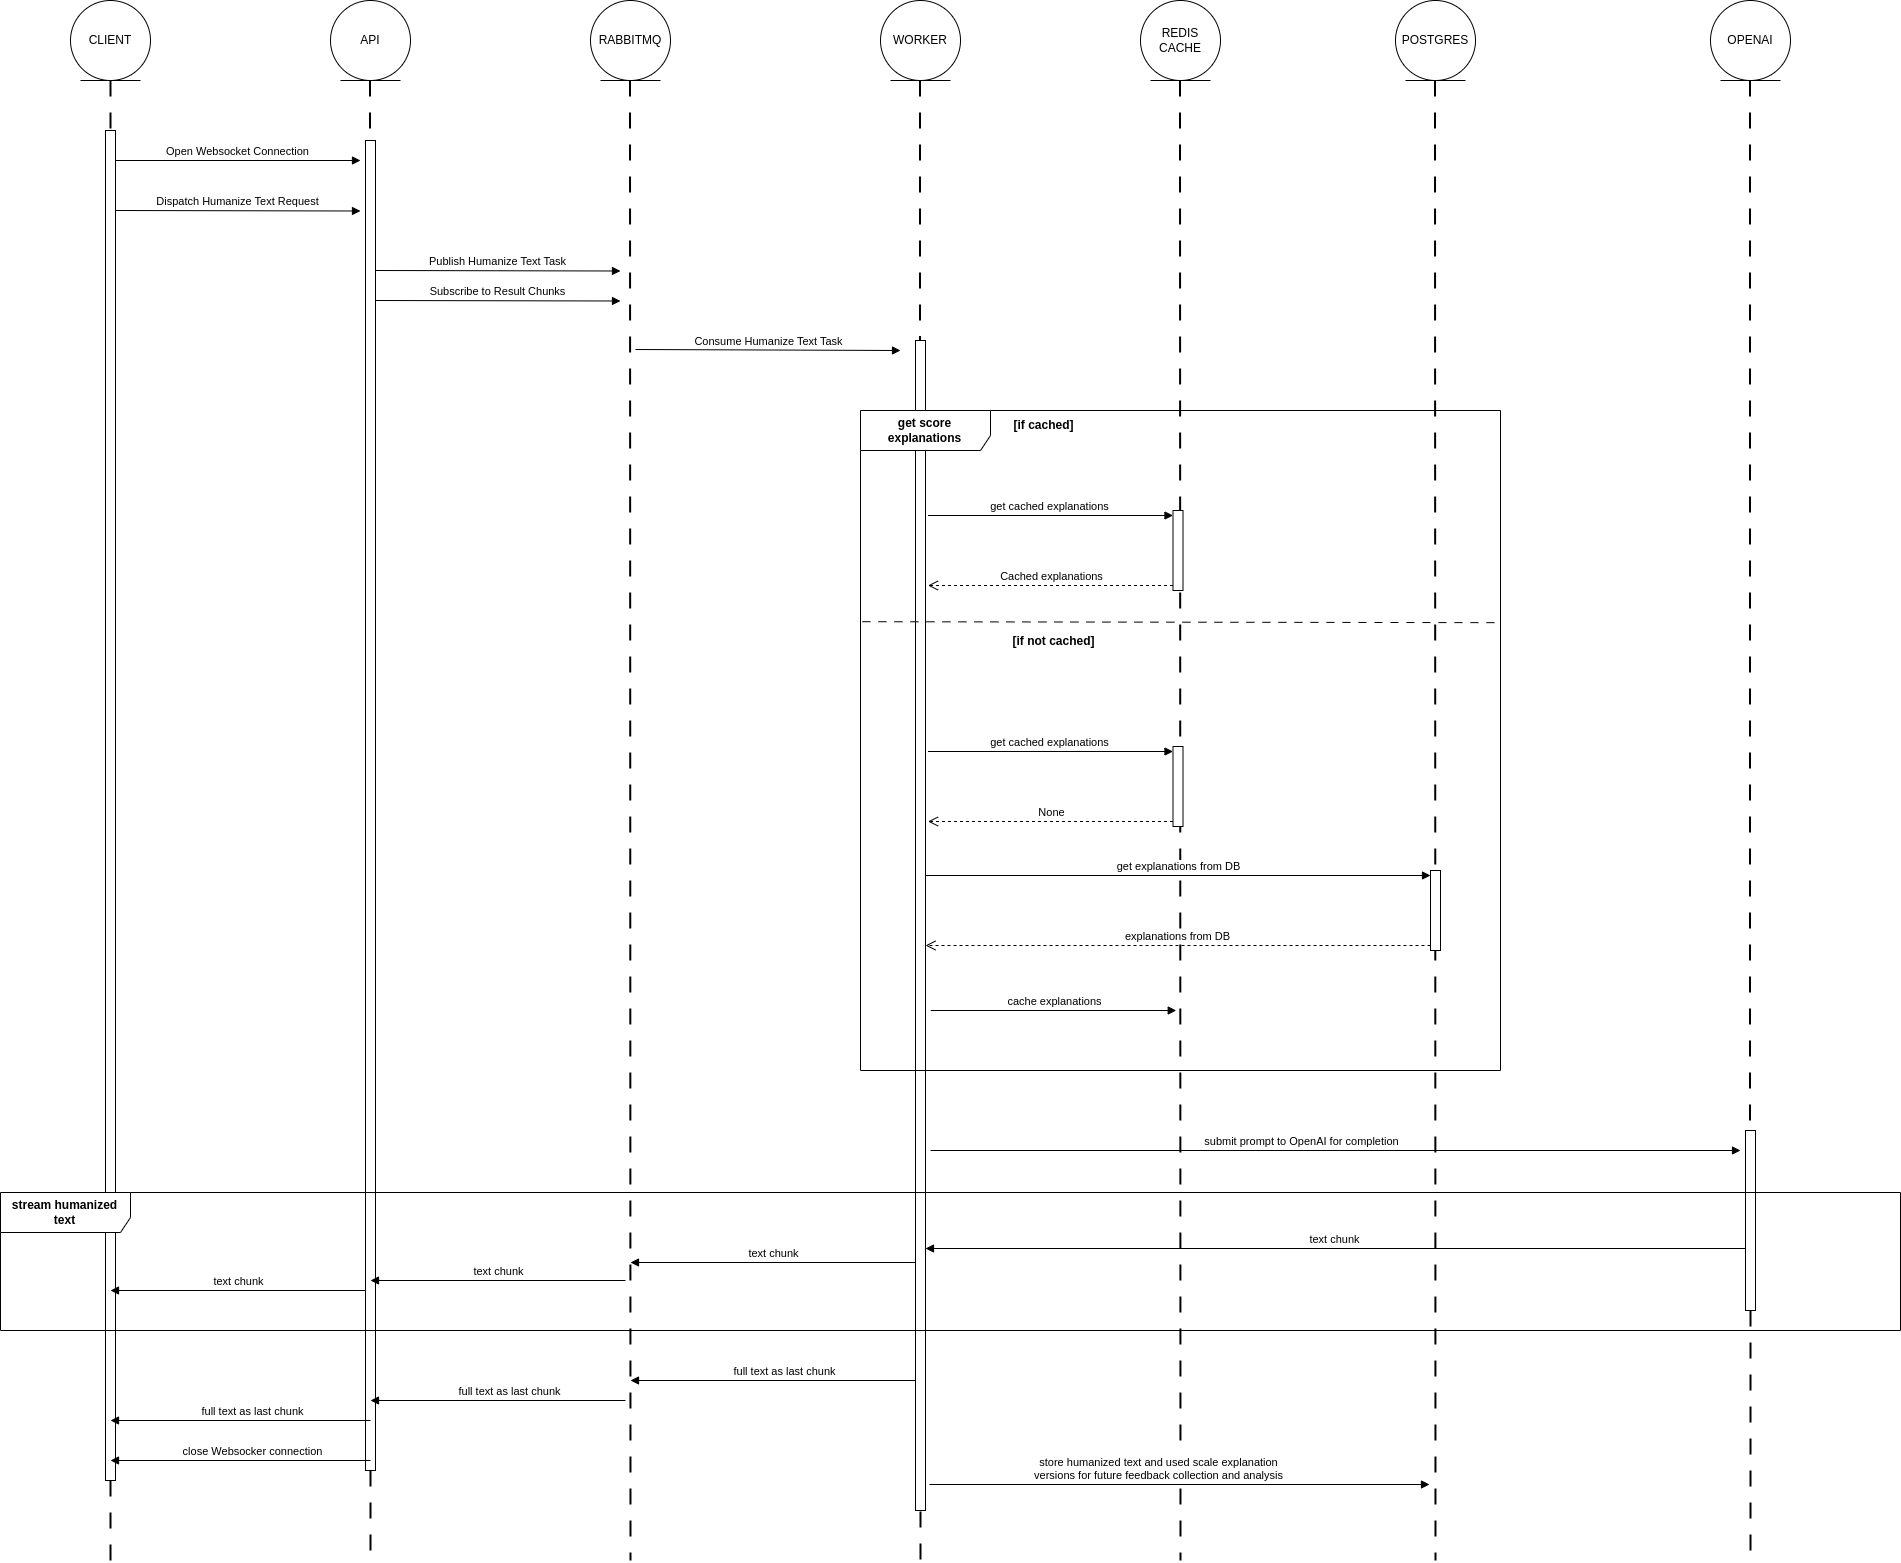 CLIENT
API
RABBITMQ
WORKER
REDIS
CACHE
POSTGRES
OPENAI
Open Websocket Connection
Dispatch Humanize Text Request
Publish Humanize Text Task
Subscribe to Result Chunks
Consume Humanize Text Task
get score
explanations
[if cached]
get cached explanations
Cached explanations
[if not cached]
get cached explanations
None
get explanations from DB
explanations from DB
cache explanations
submit prompt to OpenAI for completion
stream humanized
text
text chunk
text chunk
text chunk
text chunk
full text as last chunk
full text as last chunk
full text as last chunk
close Websocker connection
store humanized text and used scale explanation
versions for future feedback collection and analysis